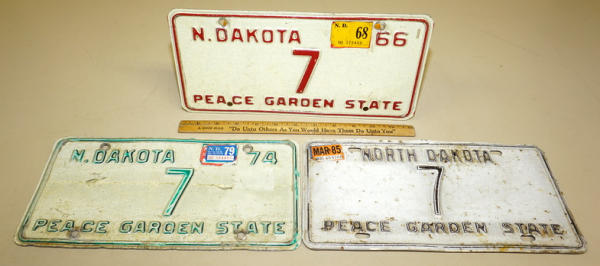 N. DAKOTA N.D. 68 66
7
PEACE GARDEN STATE
"Do Unto Others As You Would Have Them Do Unto You"
N. DAKOTA N.D. 79 74
7
PEACE GARDEN STATE
MAR-85 NORTH DAKOTA
7
PEACE GARDEN STATE